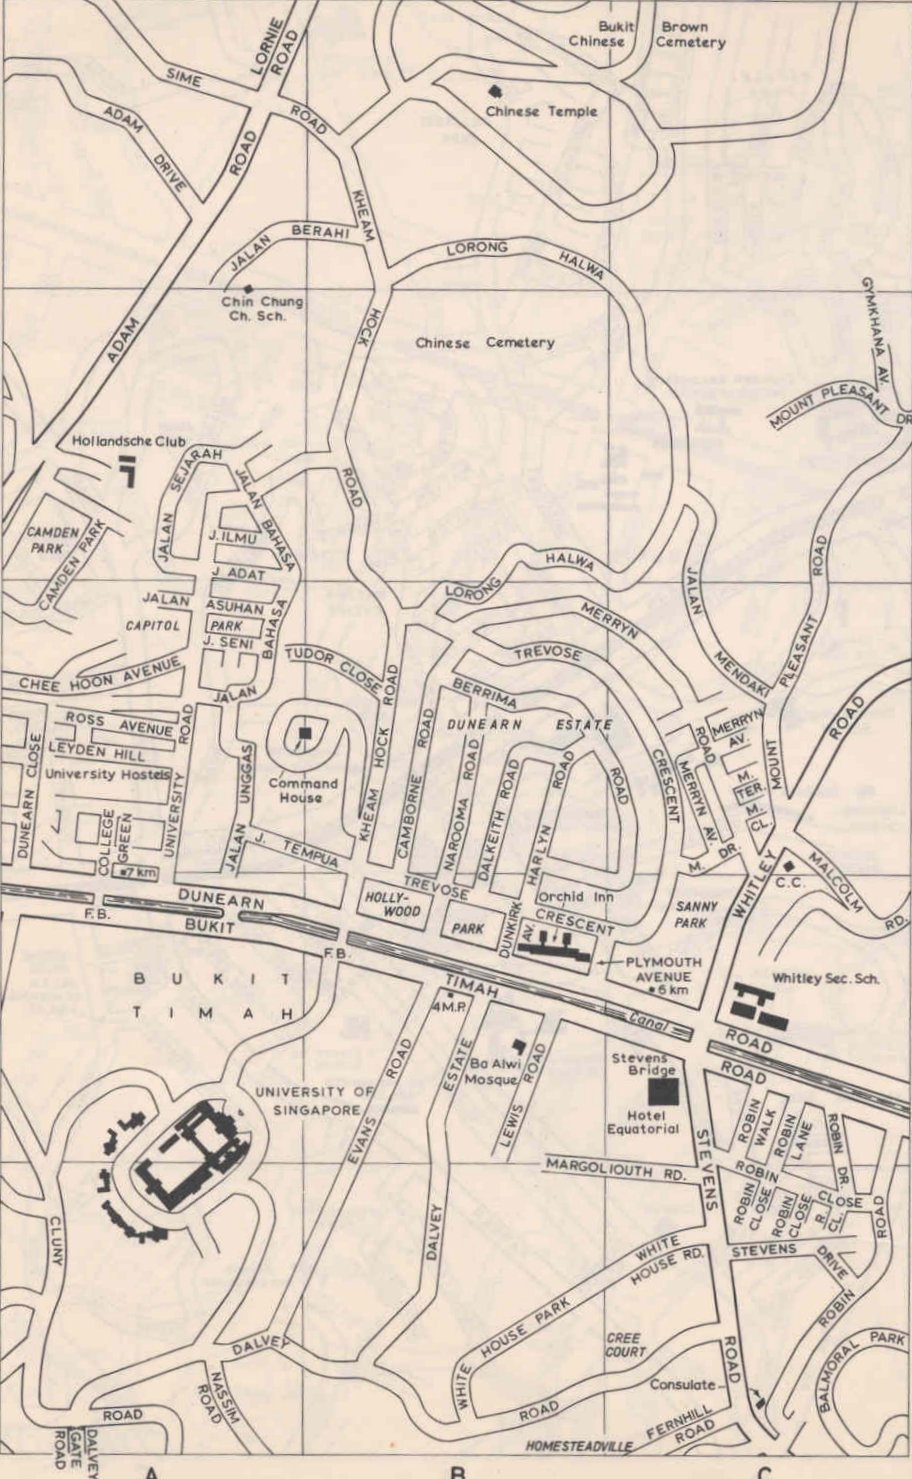 LORNIE
ROAD
Bukit Brown
Chinese Cemetery
SIME
ROAD
Chinese Temple
ADAM
DRIVE
ROAD
KHEAM
JALAN BERAHI
LORONG HALWA
GYMKHANA AV.
Chin Chung
Ch. Sch.
HOCK
ADAM
Chinese Cemetery
MOUNT PLEASANT DR
Hollandsche Club
JALAN SEJARAH
JALAN BAHASA
ROAD
CAMDEN
PARK
CAMDEN PARK
J. ILMU
J ADAT
JALAN
ASUHAN
CAPITOL
PARK
J. SENI
BAHASA
JALAN
LORONG HALWA
JALAN MENDAKI
MOUNT PLEASANT ROAD
MERRYN
ROAD
TREVOSE
CRESCENT
TUDOR CLOSE
CHEE HOON AVENUE
ROSS AVENUE
LEYDEN HILL
University Hostels
DUNEARN CLOSE
COLLEGE
GREEN
UNIVERSITY
ROAD
JALAN UNGGAS
J. TEMPUA
Command
House
KHEAM HOCK ROAD
CAMBORNE ROAD
BERRIMA
ROAD
DUNEARN ESTATE
NAROOMA ROAD
DALKEITH ROAD
HARLYN ROAD
MERRYN
AV.
MERRYN AV.
M.
TER.
M.
CL.
M. DR.
WHITLEY
ROAD
C.C.
MALCOLM
RD.
7 km
F.B.
DUNEARN
BUKIT
HOLLY-
WOOD
TREVOSE
PARK
Orchid Inn
CRESCENT
DUNKIRK
AV.
SANNY
PARK
PLYMOUTH
AVENUE
6 km
Whitley Sec. Sch.
F.B.
BUKIT
TIMAH
TIMAH
4 M.P.
Canal
ROAD
ROAD
Stevens
Bridge
Ba Alwi
Mosque
Hotel
Equatorial
UNIVERSITY OF
SINGAPORE
EVANS ROAD
ESTATE
LEWIS ROAD
MARGOLIOUTH RD.
STEVENS
ROBIN
WALK
ROBIN
LANE
ROBIN DR.
ROBIN
CLOSE
ROBIN
CLOSE
ROBIN
CLOSE
R.
CL.
STEVENS DRIVE
ROBIN
ROAD
CLUNY
DALVEY
WHITE
HOUSE RD.
WHITE HOUSE PARK
CREE
COURT
DALVEY
ROAD
ROAD
Consulate
BALMORAL PARK
NASSIM
ROAD
ROAD
FERNHILL
ROAD
HOMESTEADVILLE
DALVEY
GATE
ROAD
A
B
C